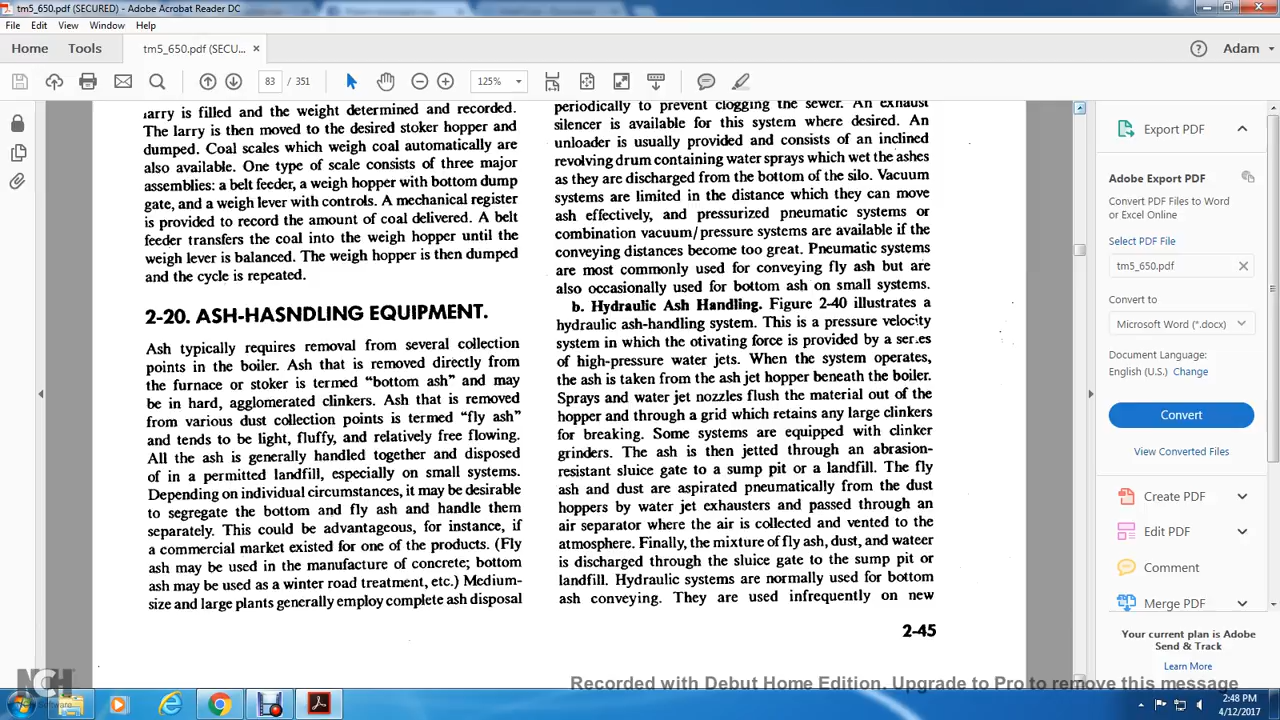 tm5_650.pdf (SECURED) - Adobe Acrobat Reader DC
File Edit View Window Help
Home Tools tm5_650.pdf (SECU... × Adam
83 / 351 125%
larry is filled and the weight determined and recorded.
The larry is then moved to the desired stoker hopper and
dumped. Coal scales which weigh coal automatically are
also available. One type of scale consists of three major
assemblies: a belt feeder, a weigh hopper with bottom dump
gate, and a weigh lever with controls. A mechanical register
is provided to record the amount of coal delivered. A belt
feeder transfers the coal into the weigh hopper until the
weigh lever is balanced. The weigh hopper is then dumped
and the cycle is repeated.
2-20. ASH-HASNDLING EQUIPMENT.
Ash typically requires removal from several collection
points in the boiler. Ash that is removed directly from
the furnace or stoker is termed "bottom ash" and may
be in hard, agglomerated clinkers. Ash that is removed
from various dust collection points is termed "fly ash"
and tends to be light, fluffy, and relatively free flowing.
All the ash is generally handled together and disposed
of in a permitted landfill, especially on small systems.
Depending on individual circumstances, it may be desirable
to segregate the bottom and fly ash and handle them
separately. This could be advantageous, for instance, if
a commercial market existed for one of the products. (Fly
ash may be used in the manufacture of concrete; bottom
ash may be used as a winter road treatment, etc.) Medium-
size and large plants generally employ complete ash disposal
periodically to prevent clogging the sewer. An exhaust
silencer is available for this system where desired. An
unloader is usually provided and consists of an inclined
revolving drum containing water sprays which wet the ashes
as they are discharged from the bottom of the silo. Vacuum
systems are limited in the distance which they can move
ash effectively, and pressurized pneumatic systems or
combination vacuum/pressure systems are available if the
conveying distances become too great. Pneumatic systems
are most commonly used for conveying fly ash but are
also occasionally used for bottom ash on small systems.
b. Hydraulic Ash Handling. Figure 2-40 illustrates a
hydraulic ash-handling system. This is a pressure velocity
system in which the otivating force is provided by a ser.es
of high-pressure water jets. When the system operates,
the ash is taken from the ash jet hopper beneath the boiler.
Sprays and water jet nozzles flush the material out of the
hopper and through a grid which retains any large clinkers
for breaking. Some systems are equipped with clinker
grinders. The ash is then jetted through an abrasion-
resistant sluice gate to a sump pit or a landfill. The fly
ash and dust are aspirated pneumatically from the dust
hoppers by water jet exhausters and passed through an
air separator where the air is collected and vented to the
atmosphere. Finally, the mixture of fly ash, dust, and wateer
is discharged through the sluice gate to the sump pit or
landfill. Hydraulic systems are normally used for bottom
ash conveying. They are used infrequently on new
2-45
Export PDF
Adobe Export PDF
Convert PDF Files to Word
or Excel Online
Select PDF File
tm5_650.pdf
Convert to
Microsoft Word (*.docx)
Document Language:
English (U.S.) Change
Convert
View Converted Files
Create PDF
Edit PDF
Comment
Merge PDF
Your current plan is Adobe
Send & Track
Learn More
NCH
Software
Recorded with Debut Home Edition. Upgrade to Pro to remove this message
2:48 PM
4/12/2017